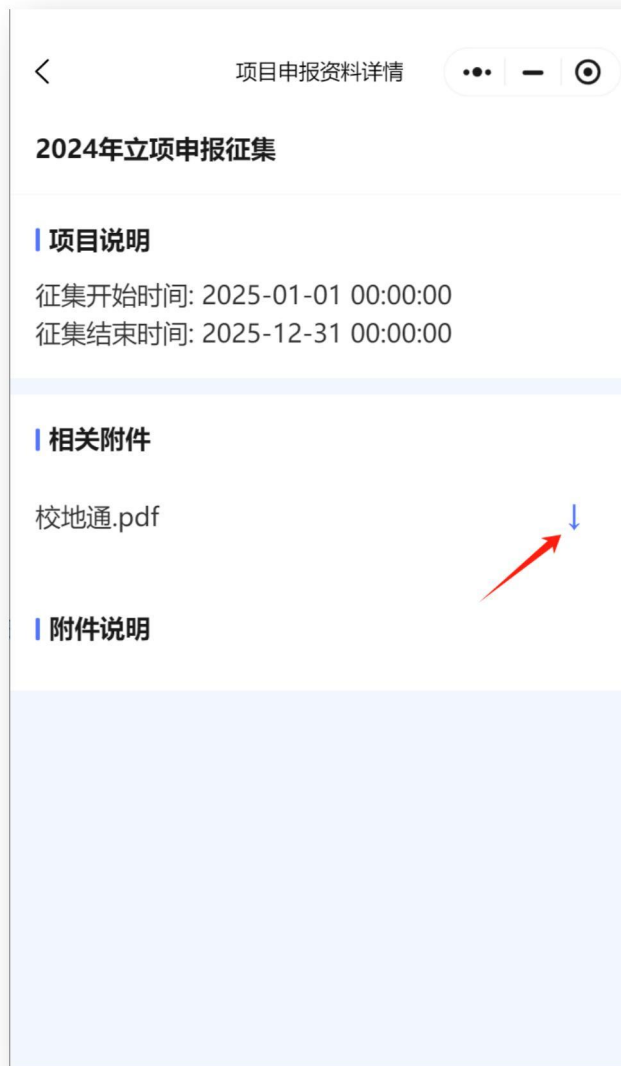 项目申报资料详情
2024年立项申报征集
项目说明
征集开始时间: 2025-01-01 00:00:00
征集结束时间: 2025-12-31 00:00:00
相关附件
校地通.pdf
附件说明